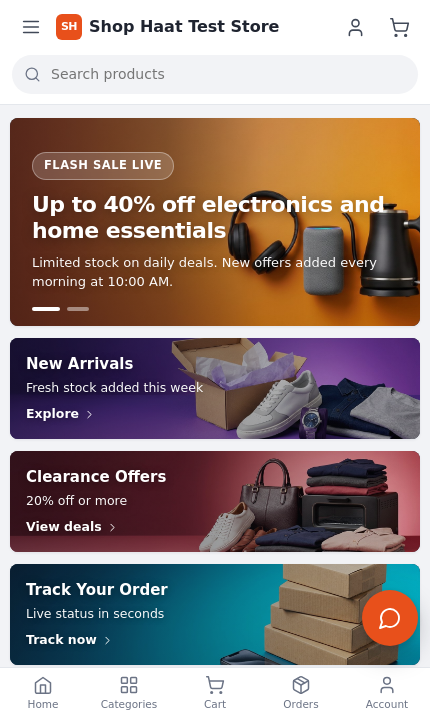 SH Shop Haat Test Store
Search products
FLASH SALE LIVE
Up to 40% off electronics and
home essentials
Limited stock on daily deals. New offers added every
morning at 10:00 AM.
New Arrivals
Fresh stock added this week
Explore
Clearance Offers
20% off or more
View deals
Track Your Order
Live status in seconds
Track now
Home Categories Cart Orders Account